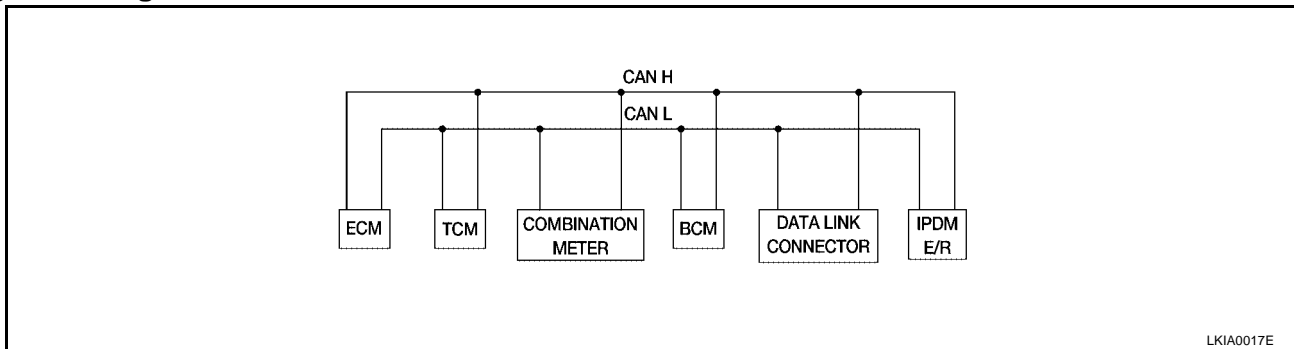 CAN H
CAN L
ECM
TCM
COMBINATION
METER
BCM
DATA LINK
CONNECTOR
IPDM
E/R
LKIA0017E